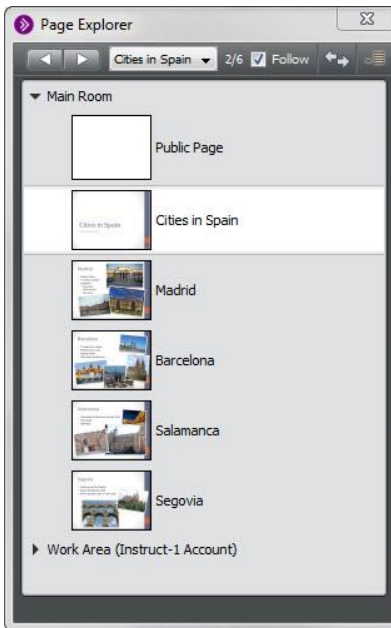 Page Explorer
Cities in Spain 2/6 Follow
Main Room
Public Page
Cities in Spain
Cities in Spain
Madrid
Madrid
Barcelona
Barcelona
Salamanca
Salamanca
Segovia
Segovia
Work Area (Instruct-1 Account)